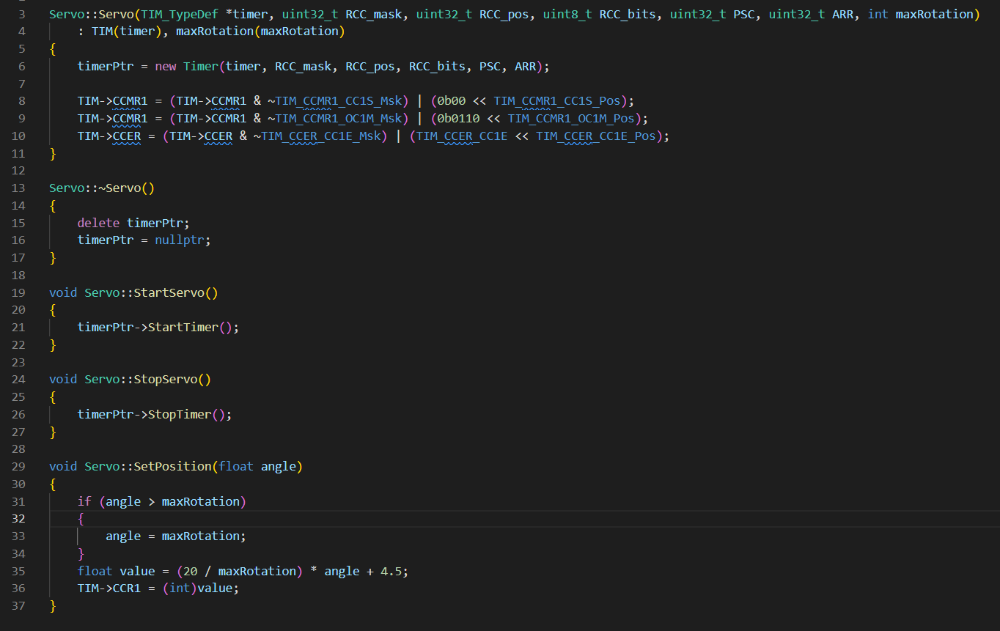 3 Servo::Servo(TIM_TypeDef *timer, uint32_t RCC_mask, uint32_t RCC_pos, uint8_t RCC_bits, uint32_t PSC, uint32_t ARR, int maxRotation)
4     : TIM(timer), maxRotation(maxRotation)
5 {
6     timerPtr = new Timer(timer, RCC_mask, RCC_pos, RCC_bits, PSC, ARR);
7
8     TIM->CCMR1 = (TIM->CCMR1 & ~TIM_CCMR1_CC1S_Msk) | (0b00 << TIM_CCMR1_CC1S_Pos);
9     TIM->CCMR1 = (TIM->CCMR1 & ~TIM_CCMR1_OC1M_Msk) | (0b0110 << TIM_CCMR1_OC1M_Pos);
10     TIM->CCER = (TIM->CCER & ~TIM_CCER_CC1E_Msk) | (TIM_CCER_CC1E << TIM_CCER_CC1E_Pos);
11 }
12
13 Servo::~Servo()
14 {
15     delete timerPtr;
16     timerPtr = nullptr;
17 }
18
19 void Servo::StartServo()
20 {
21     timerPtr->StartTimer();
22 }
23
24 void Servo::StopServo()
25 {
26     timerPtr->StopTimer();
27 }
28
29 void Servo::SetPosition(float angle)
30 {
31     if (angle > maxRotation)
32     {
33         angle = maxRotation;
34     }
35     float value = (20 / maxRotation) * angle + 4.5;
36     TIM->CCR1 = (int)value;
37 }